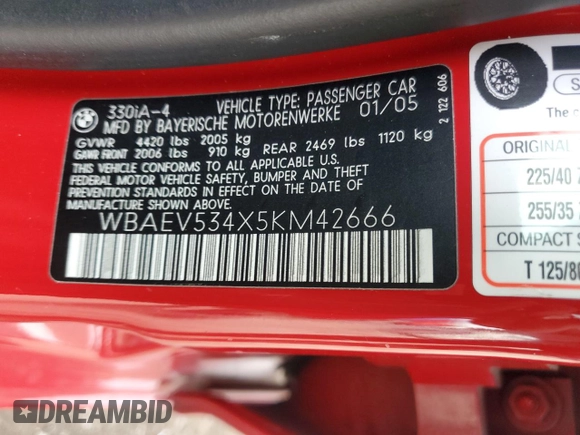 330iA-4 VEHICLE TYPE: PASSENGER CAR
MFD BY BAYERISCHE MOTORENWERKE 01/05
GVWR 4420 lbs 2005 kg
GAWR FRONT 2006 lbs 910 kg REAR 2469 lbs 1120 kg
THIS VEHICLE CONFORMS TO ALL APPLICABLE
FEDERAL MOTOR VEHICLE SAFETY, BUMPER AND THEFT
PREVENTION STANDARDS IN EFFECT ON THE DATE OF
MANUFACTURE SHOWN ABOVE.
WBAEV534X5KM42666
2 122 606
S
The c
ORIGINAL
225/40
255/35
COMPACT S
T 125/80
DREAMBID